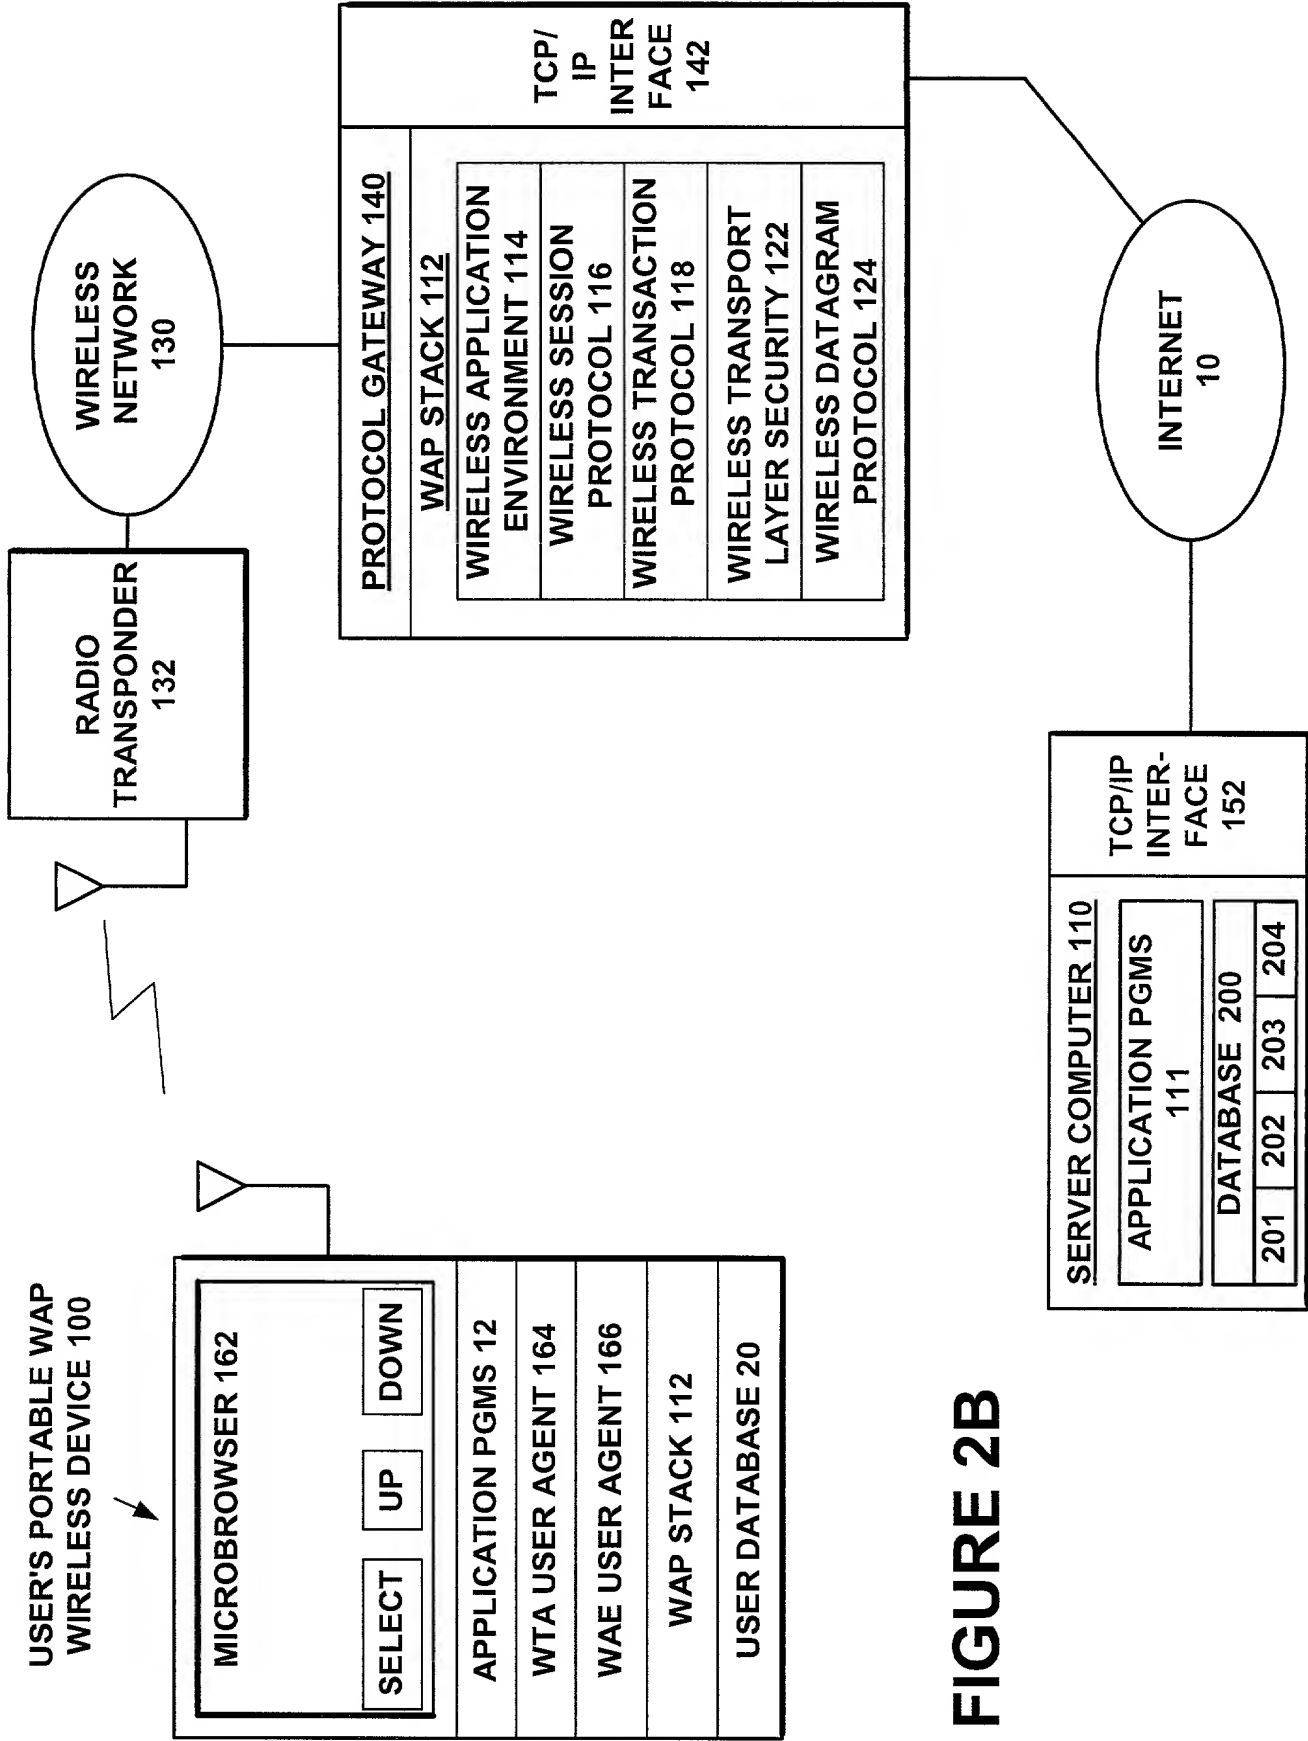 USER'S PORTABLE WAP
WIRELESS DEVICE 100
MICROBROWSER 162
SELECT
UP
DOWN
APPLICATION PGMS 12
WTA USER AGENT 164
WAE USER AGENT 166
WAP STACK 112
USER DATABASE 20
RADIO
TRANSPONDER
132
WIRELESS
NETWORK
130
PROTOCOL GATEWAY 140
WAP STACK 112
WIRELESS APPLICATION
ENVIRONMENT 114
WIRELESS SESSION
PROTOCOL 116
WIRELESS TRANSACTION
PROTOCOL 118
WIRELESS TRANSPORT
LAYER SECURITY 122
WIRELESS DATAGRAM
PROTOCOL 124
TCP/
IP
INTER
FACE
142
SERVER COMPUTER 110
APPLICATION PGMS
111
DATABASE 200
201 202 203 204
TCP/IP
INTER-
FACE
152
INTERNET
10
FIGURE 2B